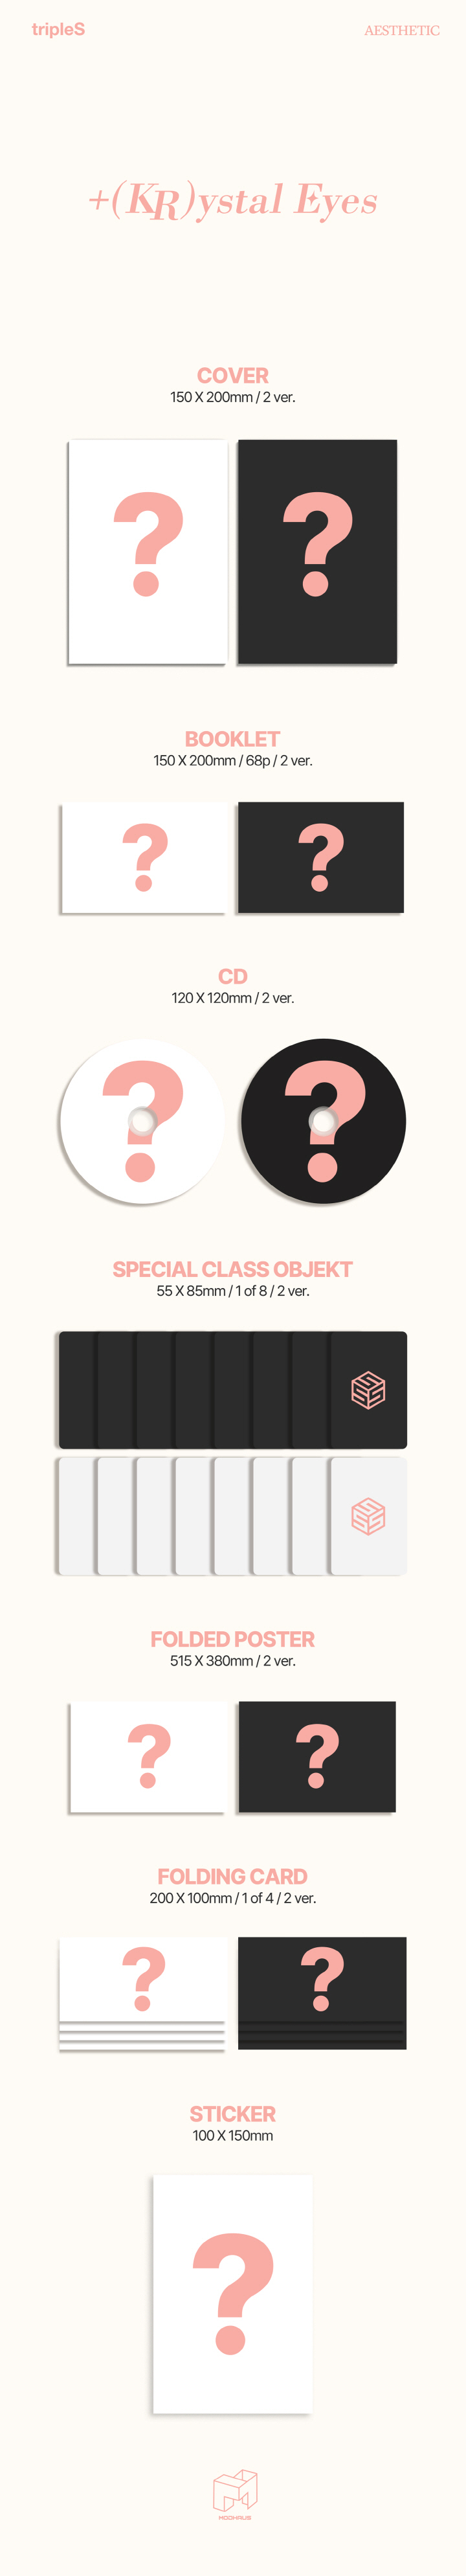 tripleS
AESTHETIC
+(KR)ystal Eyes
COVER
150 X 200mm / 2 ver.
?
?
BOOKLET
150 X 200mm / 68p / 2 ver.
?
?
CD
120 X 120mm / 2 ver.
?
?
SPECIAL CLASS OBJEKT
55 X 85mm / 1 of 8 / 2 ver.
FOLDED POSTER
515 X 380mm / 2 ver.
?
?
FOLDING CARD
200 X 100mm / 1 of 4 / 2 ver.
?
?
STICKER
100 X 150mm
?
MODHAUS